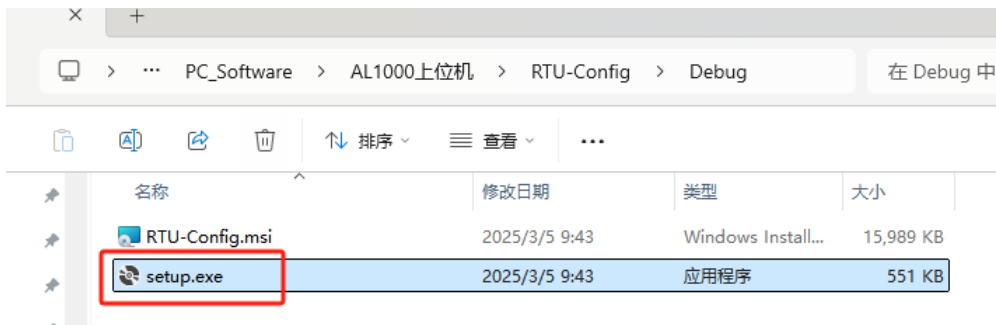 > ··· PC_Software > AL1000上位机 > RTU-Config > Debug 在 Debug 中
排序 查看 ···
名称 修改日期 类型 大小
RTU-Config.msi 2025/3/5 9:43 Windows Install... 15,989 KB
setup.exe 2025/3/5 9:43 应用程序 551 KB